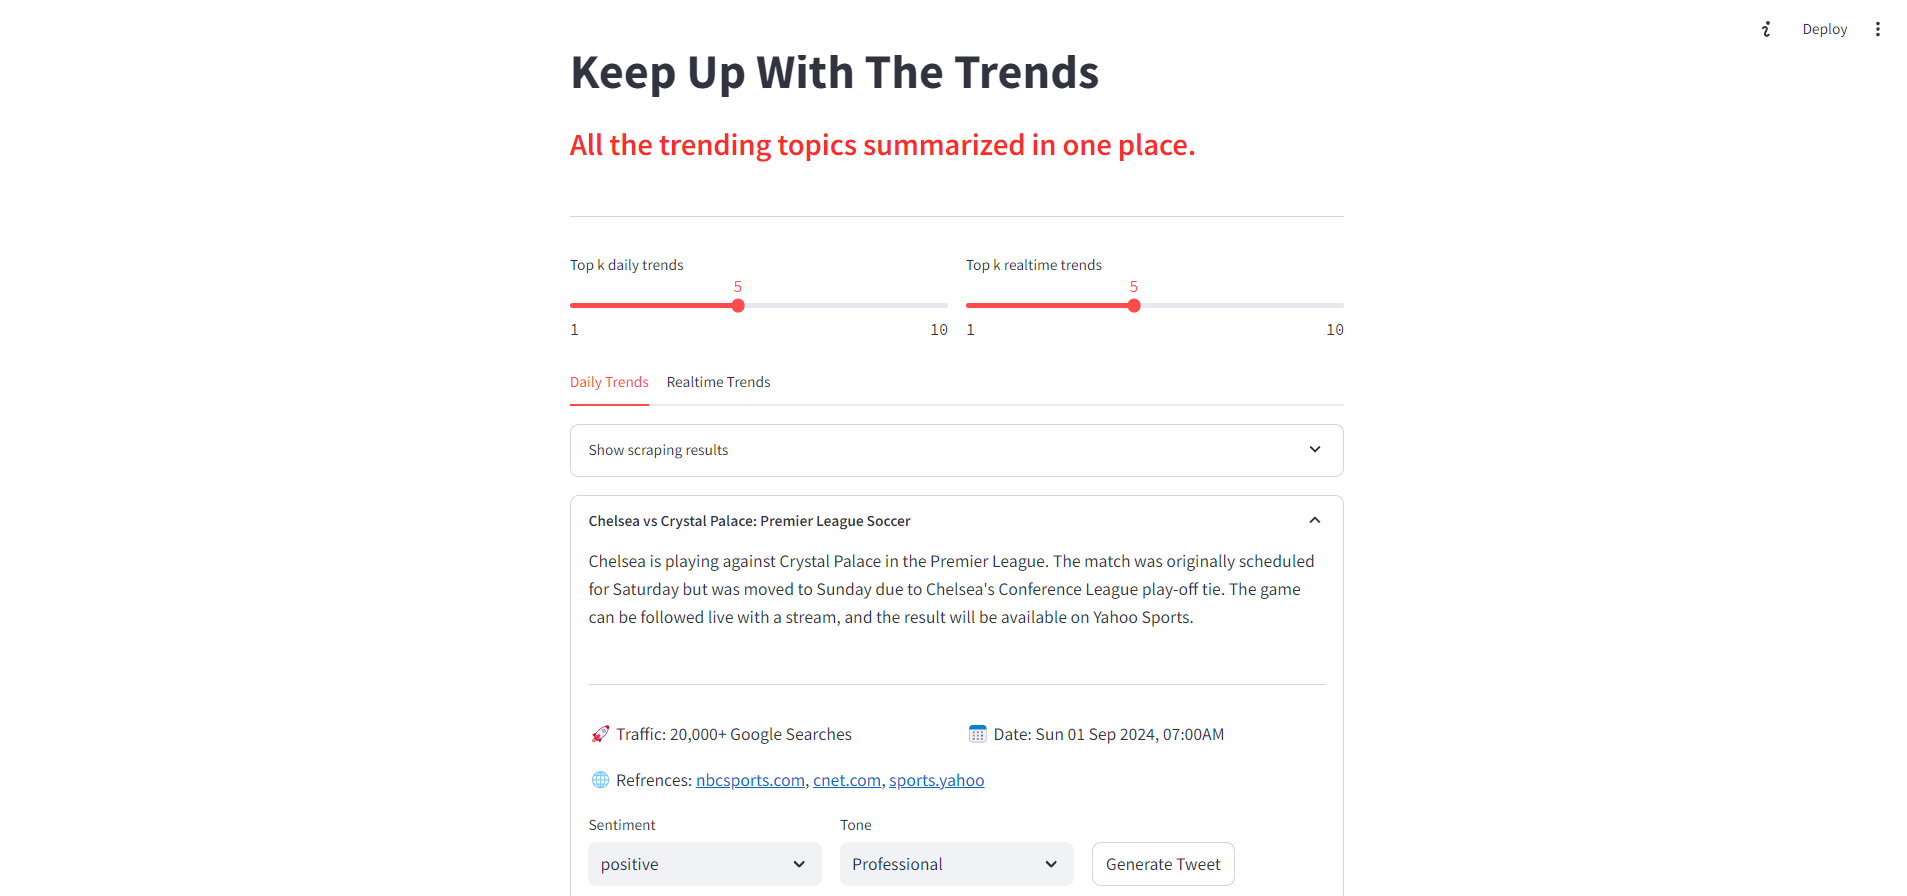 Deploy
Keep Up With The Trends
All the trending topics summarized in one place.
Top k daily trends
5
1
10
Top k realtime trends
5
1
10
Daily Trends
Realtime Trends
Show scraping results
Chelsea vs Crystal Palace: Premier League Soccer
Chelsea is playing against Crystal Palace in the Premier League. The match was originally scheduled
for Saturday but was moved to Sunday due to Chelsea's Conference League play-off tie. The game
can be followed live with a stream, and the result will be available on Yahoo Sports.
Traffic: 20,000+ Google Searches
Date: Sun 01 Sep 2024, 07:00AM
Refrences: nbcsports.com, cnet.com, sports.yahoo
Sentiment
Tone
positive
Professional
Generate Tweet